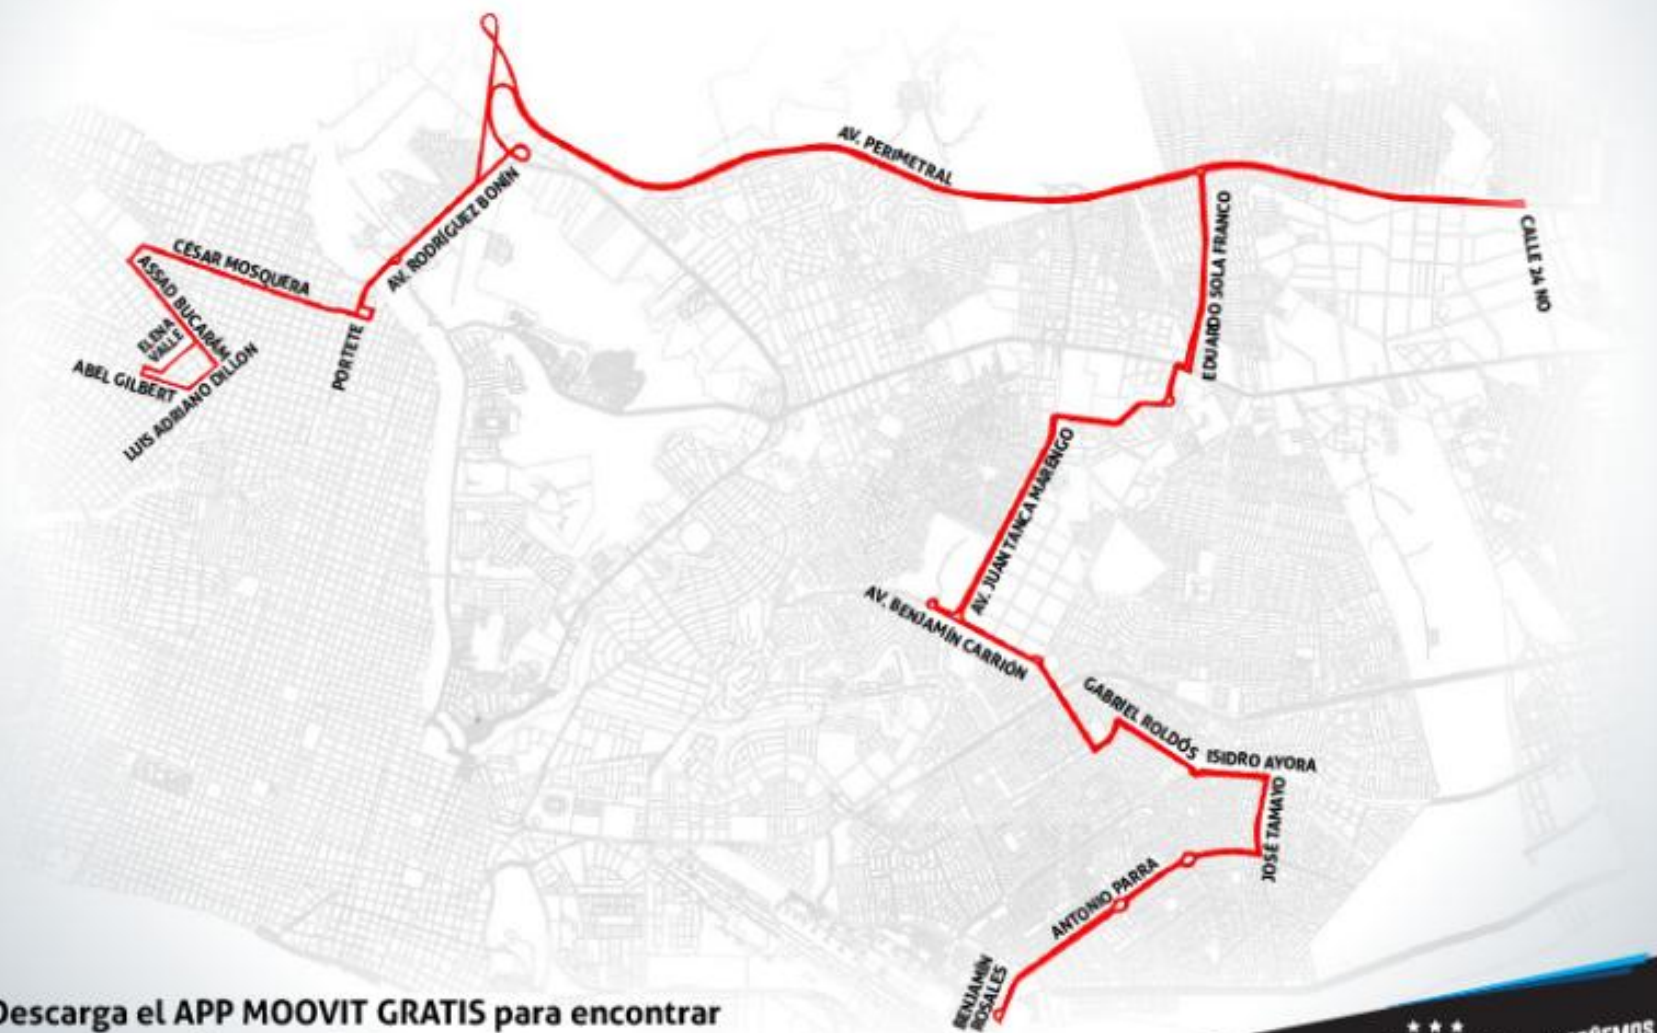 AV. PERIMETRAL
AV. RODRÍGUEZ BONÍN
CÉSAR MOSQUERA
ASSAD BUCARÁM
ELENA
VALLE
ABEL GILBERT
LUIS ADRIANO DILLON
PORTETE
EDUARDO SOLA FRANCO
CALLE 24 NO
AV. JUAN TANCA MARENGO
AV. BENJAMÍN CARRIÓN
GABRIEL ROLDÓS
ISIDRO AYORA
JOSÉ TAMAYO
ANTONIO PARRA
BENJAMÍN
ROSALES
Descarga el APP MOOVIT GRATIS para encontrar